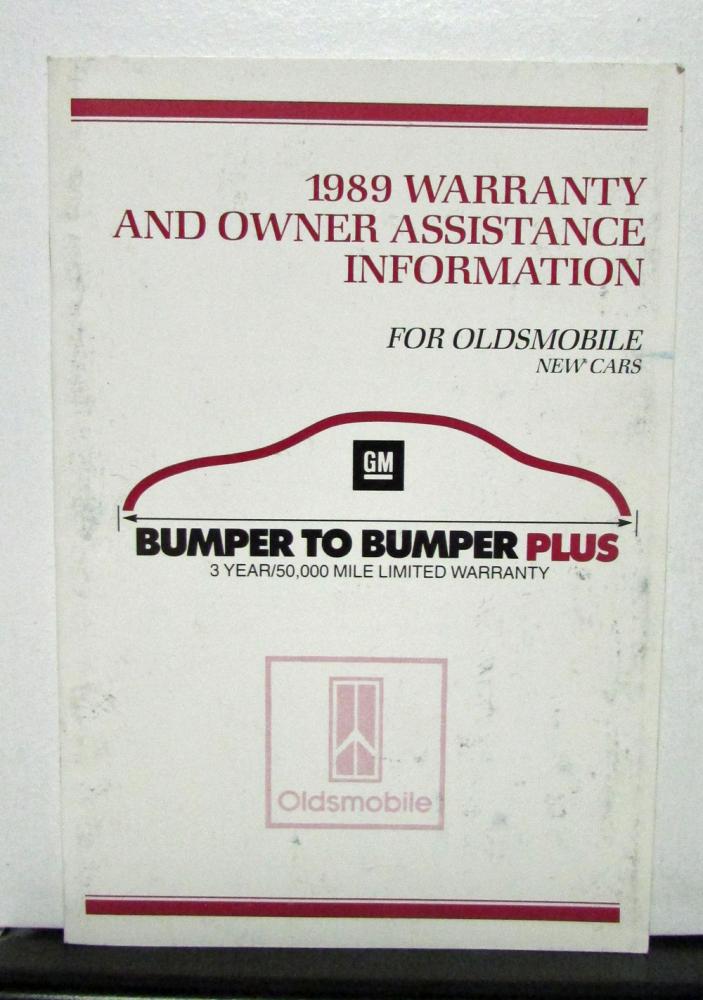 1989 WARRANTY
AND OWNER ASSISTANCE
INFORMATION
FOR OLDSMOBILE
NEW CARS
GM
BUMPER TO BUMPER PLUS
3 YEAR/50,000 MILE LIMITED WARRANTY
Oldsmobile